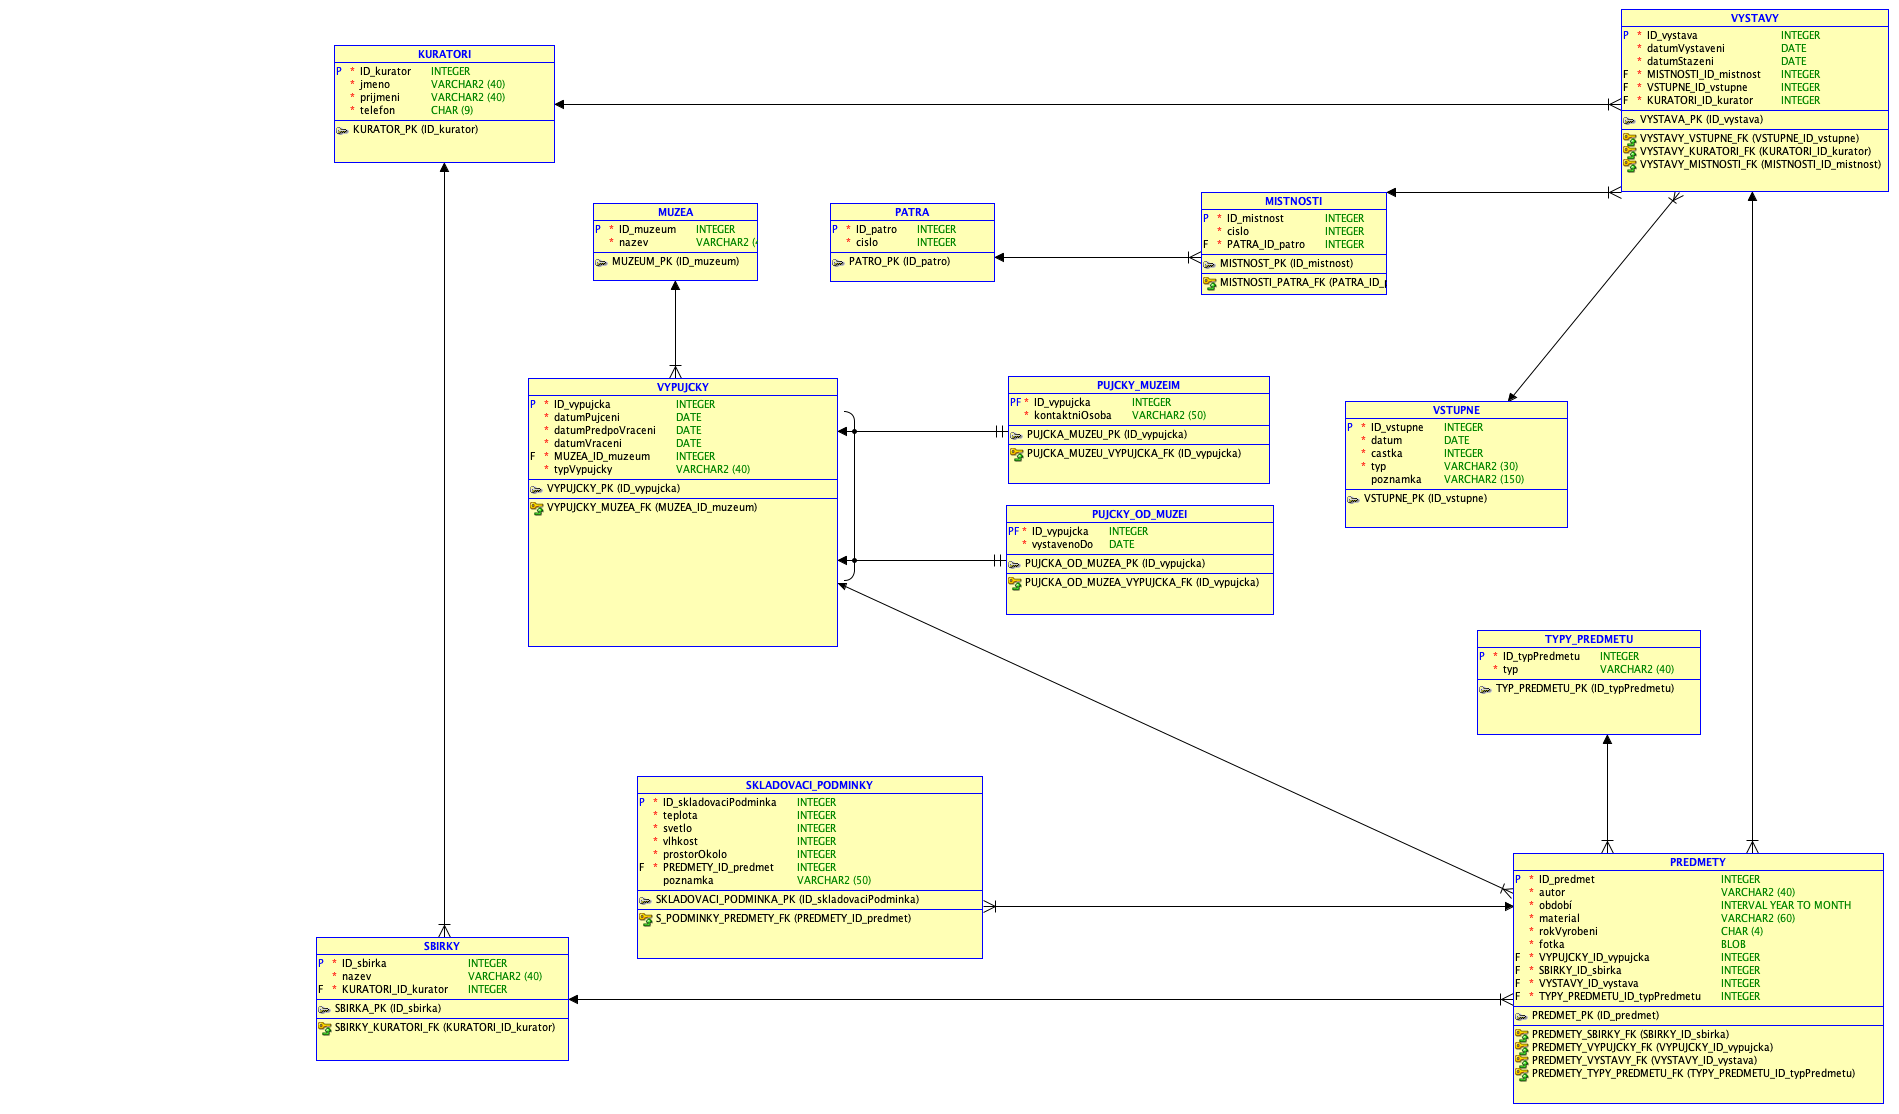 KURATORI
P * ID_kurator INTEGER
* jmeno VARCHAR2 (40)
* prijmeni VARCHAR2 (40)
* telefon CHAR (9)
KURATOR_PK (ID_kurator)
VYSTAVY
P * ID_vystava INTEGER
* datumVystaveni DATE
* datumStazeni DATE
F * MISTNOSTI_ID_mistnost INTEGER
F * VSTUPNE_ID_vstupne INTEGER
F * KURATORI_ID_kurator INTEGER
VYSTAVA_PK (ID_vystava)
VYSTAVY_VSTUPNE_FK (VSTUPNE_ID_vstupne)
VYSTAVY_KURATORI_FK (KURATORI_ID_kurator)
VYSTAVY_MISTNOSTI_FK (MISTNOSTI_ID_mistnost)
MUZEA
P * ID_muzeum INTEGER
* nazev VARCHAR2 (
MUZEUM_PK (ID_muzeum)
PATRA
P * ID_patro INTEGER
* cislo INTEGER
PATRO_PK (ID_patro)
MISTNOSTI
P * ID_mistnost INTEGER
* cislo INTEGER
F * PATRA_ID_patro INTEGER
MISTNOST_PK (ID_mistnost)
MISTNOSTI_PATRA_FK (PATRA_ID_
VYPUJCKY
P * ID_vypujcka INTEGER
* datumPujceni DATE
* datumPredpoVraceni DATE
* datumVraceni DATE
F * MUZEA_ID_muzeum INTEGER
* typVypujcky VARCHAR2 (40)
VYPUJCKY_PK (ID_vypujcka)
VYPUJCKY_MUZEA_FK (MUZEA_ID_muzeum)
PUJCKY_MUZEIM
PF * ID_vypujcka INTEGER
* kontaktniOsoba VARCHAR2 (50)
PUJCKA_MUZEU_PK (ID_vypujcka)
PUJCKA_MUZEU_VYPUJCKA_FK (ID_vypujcka)
VSTUPNE
P * ID_vstupne INTEGER
* datum DATE
* castka INTEGER
* typ VARCHAR2 (30)
poznamka VARCHAR2 (150)
VSTUPNE_PK (ID_vstupne)
PUJCKY_OD_MUZEI
PF * ID_vypujcka INTEGER
* vystavenoDo DATE
PUJCKA_OD_MUZEA_PK (ID_vypujcka)
PUJCKA_OD_MUZEA_VYPUJCKA_FK (ID_vypujcka)
TYPY_PREDMETU
P * ID_typPredmetu INTEGER
* typ VARCHAR2 (40)
TYP_PREDMETU_PK (ID_typPredmetu)
SKLADOVACI_PODMINKY
P * ID_skladovaciPodminka INTEGER
* teplota INTEGER
* svetlo INTEGER
* vlhkost INTEGER
* prostorOkolo INTEGER
F * PREDMETY_ID_predmet INTEGER
poznamka VARCHAR2 (50)
SKLADOVACI_PODMINKA_PK (ID_skladovaciPodminka)
S_PODMINKY_PREDMETY_FK (PREDMETY_ID_predmet)
PREDMETY
P * ID_predmet INTEGER
* autor VARCHAR2 (40)
* období INTERVAL YEAR TO MONTH
* material VARCHAR2 (60)
* rokVyrobeni CHAR (4)
* fotka BLOB
F * VYPUJCKY_ID_vypujcka INTEGER
F * SBIRKY_ID_sbirka INTEGER
F * VYSTAVY_ID_vystava INTEGER
F * TYPY_PREDMETU_ID_typPredmetu INTEGER
PREDMET_PK (ID_predmet)
PREDMETY_SBIRKY_FK (SBIRKY_ID_sbirka)
PREDMETY_VYPUJCKY_FK (VYPUJCKY_ID_vypujcka)
PREDMETY_VYSTAVY_FK (VYSTAVY_ID_vystava)
PREDMETY_TYPY_PREDMETU_FK (TYPY_PREDMETU_ID_typPredmetu)
SBIRKY
P * ID_sbirka INTEGER
* nazev VARCHAR2 (40)
F * KURATORI_ID_kurator INTEGER
SBIRKA_PK (ID_sbirka)
SBIRKY_KURATORI_FK (KURATORI_ID_kurator)